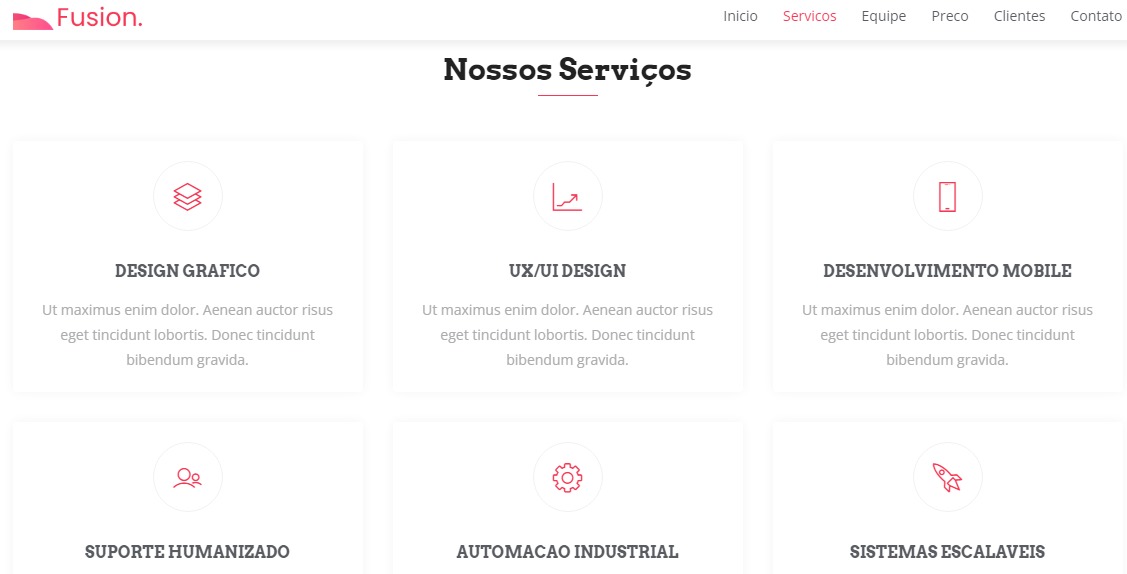 Fusion.
Inicio Servicos Equipe Preco Clientes Contato
Nossos Serviços
DESIGN GRAFICO
Ut maximus enim dolor. Aenean auctor risus
eget tincidunt lobortis. Donec tincidunt
bibendum gravida.
UX/UI DESIGN
Ut maximus enim dolor. Aenean auctor risus
eget tincidunt lobortis. Donec tincidunt
bibendum gravida.
DESENVOLVIMENTO MOBILE
Ut maximus enim dolor. Aenean auctor risus
eget tincidunt lobortis. Donec tincidunt
bibendum gravida.
SUPORTE HUMANIZADO
AUTOMACAO INDUSTRIAL
SISTEMAS ESCALAVEIS